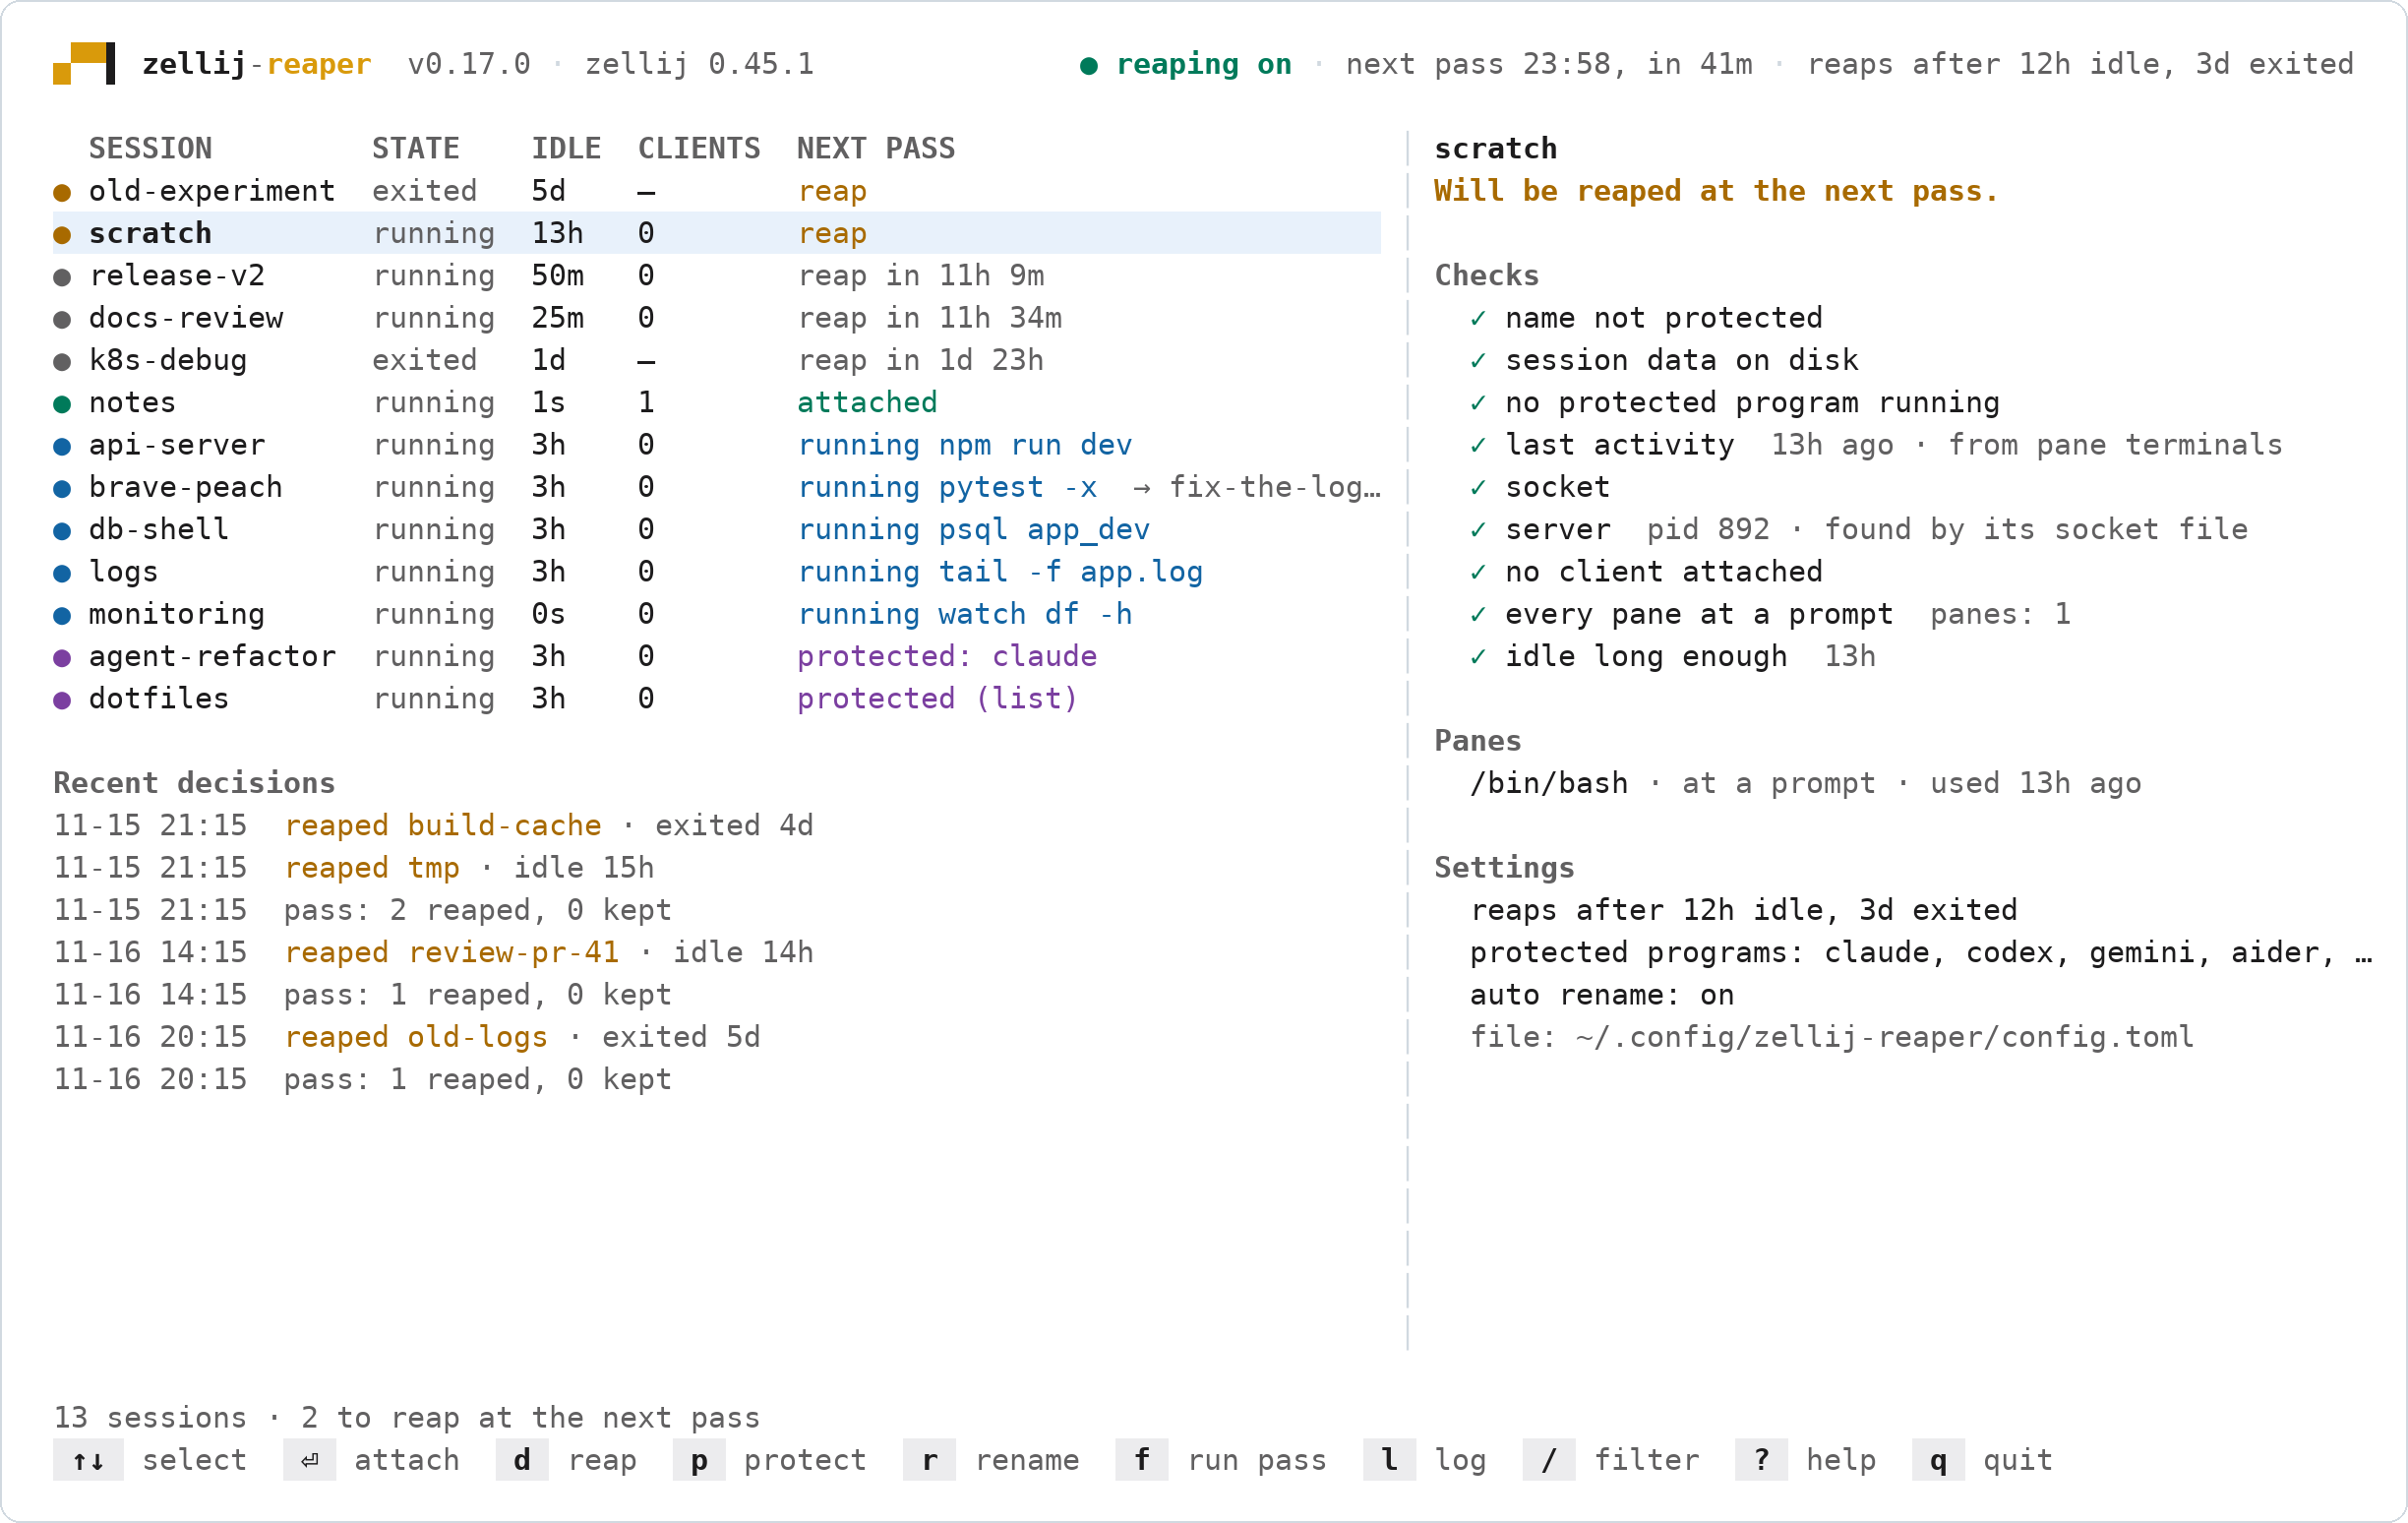 zellij-reaper v0.17.0 · zellij 0.45.1
● reaping on · next pass 23:58, in 41m · reaps after 12h idle, 3d exited
SESSION STATE IDLE CLIENTS NEXT PASS
● old-experiment exited 5d — reap
● scratch running 13h 0 reap
● release-v2 running 50m 0 reap in 11h 9m
● docs-review running 25m 0 reap in 11h 34m
● k8s-debug exited 1d — reap in 1d 23h
● notes running 1s 1 attached
● api-server running 3h 0 running npm run dev
● brave-peach running 3h 0 running pytest -x → fix-the-log…
● db-shell running 3h 0 running psql app_dev
● logs running 3h 0 running tail -f app.log
● monitoring running 0s 0 running watch df -h
● agent-refactor running 3h 0 protected: claude
● dotfiles running 3h 0 protected (list)
Recent decisions
11-15 21:15 reaped build-cache · exited 4d
11-15 21:15 reaped tmp · idle 15h
11-15 21:15 pass: 2 reaped, 0 kept
11-16 14:15 reaped review-pr-41 · idle 14h
11-16 14:15 pass: 1 reaped, 0 kept
11-16 20:15 reaped old-logs · exited 5d
11-16 20:15 pass: 1 reaped, 0 kept
scratch
Will be reaped at the next pass.
Checks
✓ name not protected
✓ session data on disk
✓ no protected program running
✓ last activity 13h ago · from pane terminals
✓ socket
✓ server pid 892 · found by its socket file
✓ no client attached
✓ every pane at a prompt panes: 1
✓ idle long enough 13h
Panes
/bin/bash · at a prompt · used 13h ago
Settings
reaps after 12h idle, 3d exited
protected programs: claude, codex, gemini, aider, …
auto rename: on
file: ~/.config/zellij-reaper/config.toml
13 sessions · 2 to reap at the next pass
↑↓ select ⏎ attach d reap p protect r rename f run pass l log / filter ? help q quit